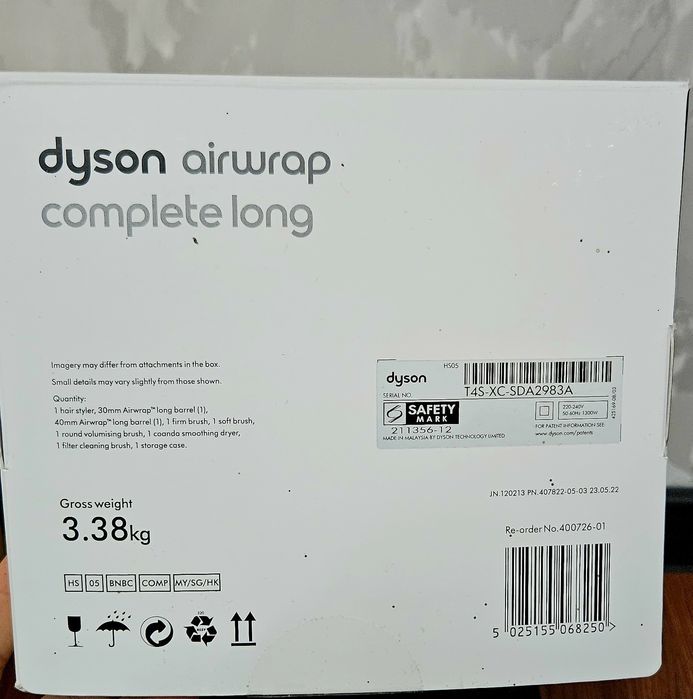 dyson airwrap
complete long
Imagery may differ from attachments in the box.
Small details may vary slightly from those shown.
Quantity:
1 hair styler, 30mm Airwrap™ long barrel (1),
40mm Airwrap™ long barrel (1), 1 firm brush, 1 soft brush,
1 round volumising brush, 1 coanda smoothing dryer,
1 filter cleaning brush, 1 storage case.
dyson
HS05
SERIAL NO.
T4S-XC-SDA2983A
SAFETY
MARK
211356-12
220-240V
50-60Hz 1300W
FOR PATENT INFORMATION SEE
www.dyson.com/patents
MADE IN MALAYSIA BY DYSON TECHNOLOGY LIMITED
JN.120213 PN.407822-05-03 23.05.22
Gross weight
3.38kg
Re-order No.400726-01
HS 05 BNBC COMP MY/SG/HK
5 025155 068250 >